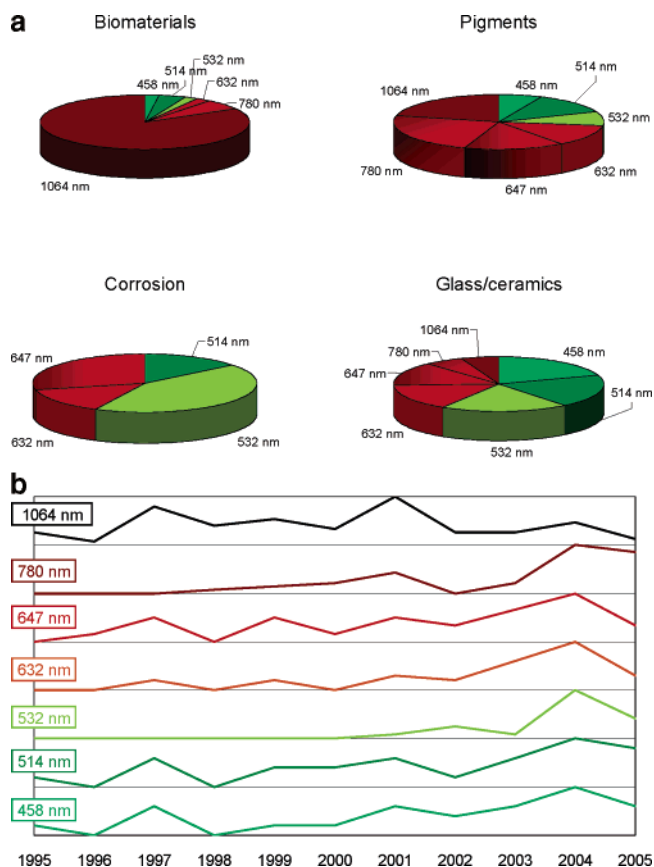 a
Biomaterials
Pigments
532 nm
514 nm
632 nm
458 nm
780 nm
1064 nm
514 nm
1064 nm
458 nm
532 nm
632 nm
780 nm
647 nm
Corrosion
Glass/ceramics
514 nm
647 nm
632 nm
532 nm
1064 nm
458 nm
780 nm
647 nm
514 nm
632 nm
532 nm
b
1064 nm
780 nm
647 nm
632 nm
532 nm
514 nm
458 nm
1995 1996 1997 1998 1999 2000 2001 2002 2003 2004 2005